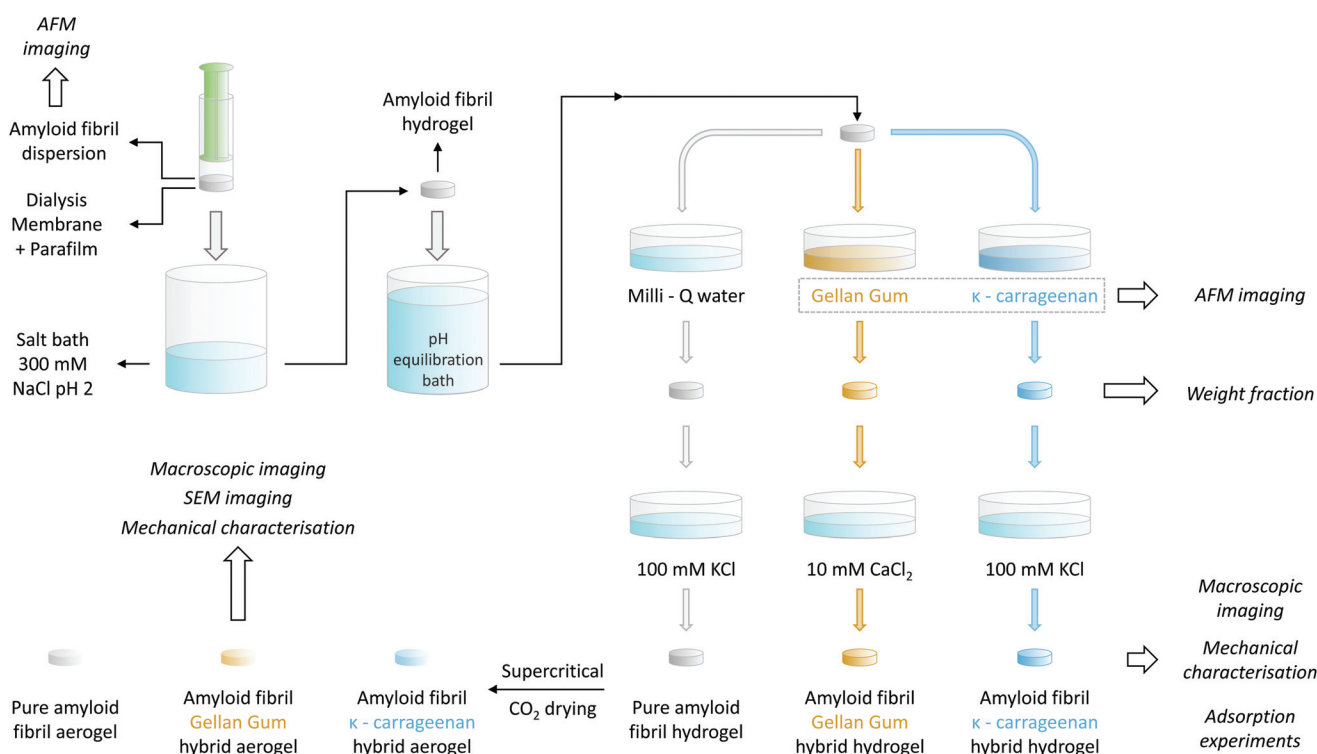 AFM
imaging
Amyloid fibril
dispersion
Dialysis
Membrane
+ Parafilm
Salt bath
300 mM
NaCl pH 2
Amyloid fibril
hydrogel
pH
equilibration
bath
Milli - Q water
Gellan Gum
κ - carrageenan
AFM imaging
Weight fraction
100 mM KCl
10 mM CaCl₂
100 mM KCl
Macroscopic imaging
SEM imaging
Mechanical characterisation
Pure amyloid
fibril aerogel
Amyloid fibril
Gellan Gum
hybrid aerogel
Amyloid fibril
κ - carrageenan
hybrid aerogel
Supercritical
CO₂ drying
Pure amyloid
fibril hydrogel
Amyloid fibril
Gellan Gum
hybrid hydrogel
Amyloid fibril
κ - carrageenan
hybrid hydrogel
Macroscopic
imaging
Mechanical
characterisation
Adsorption
experiments